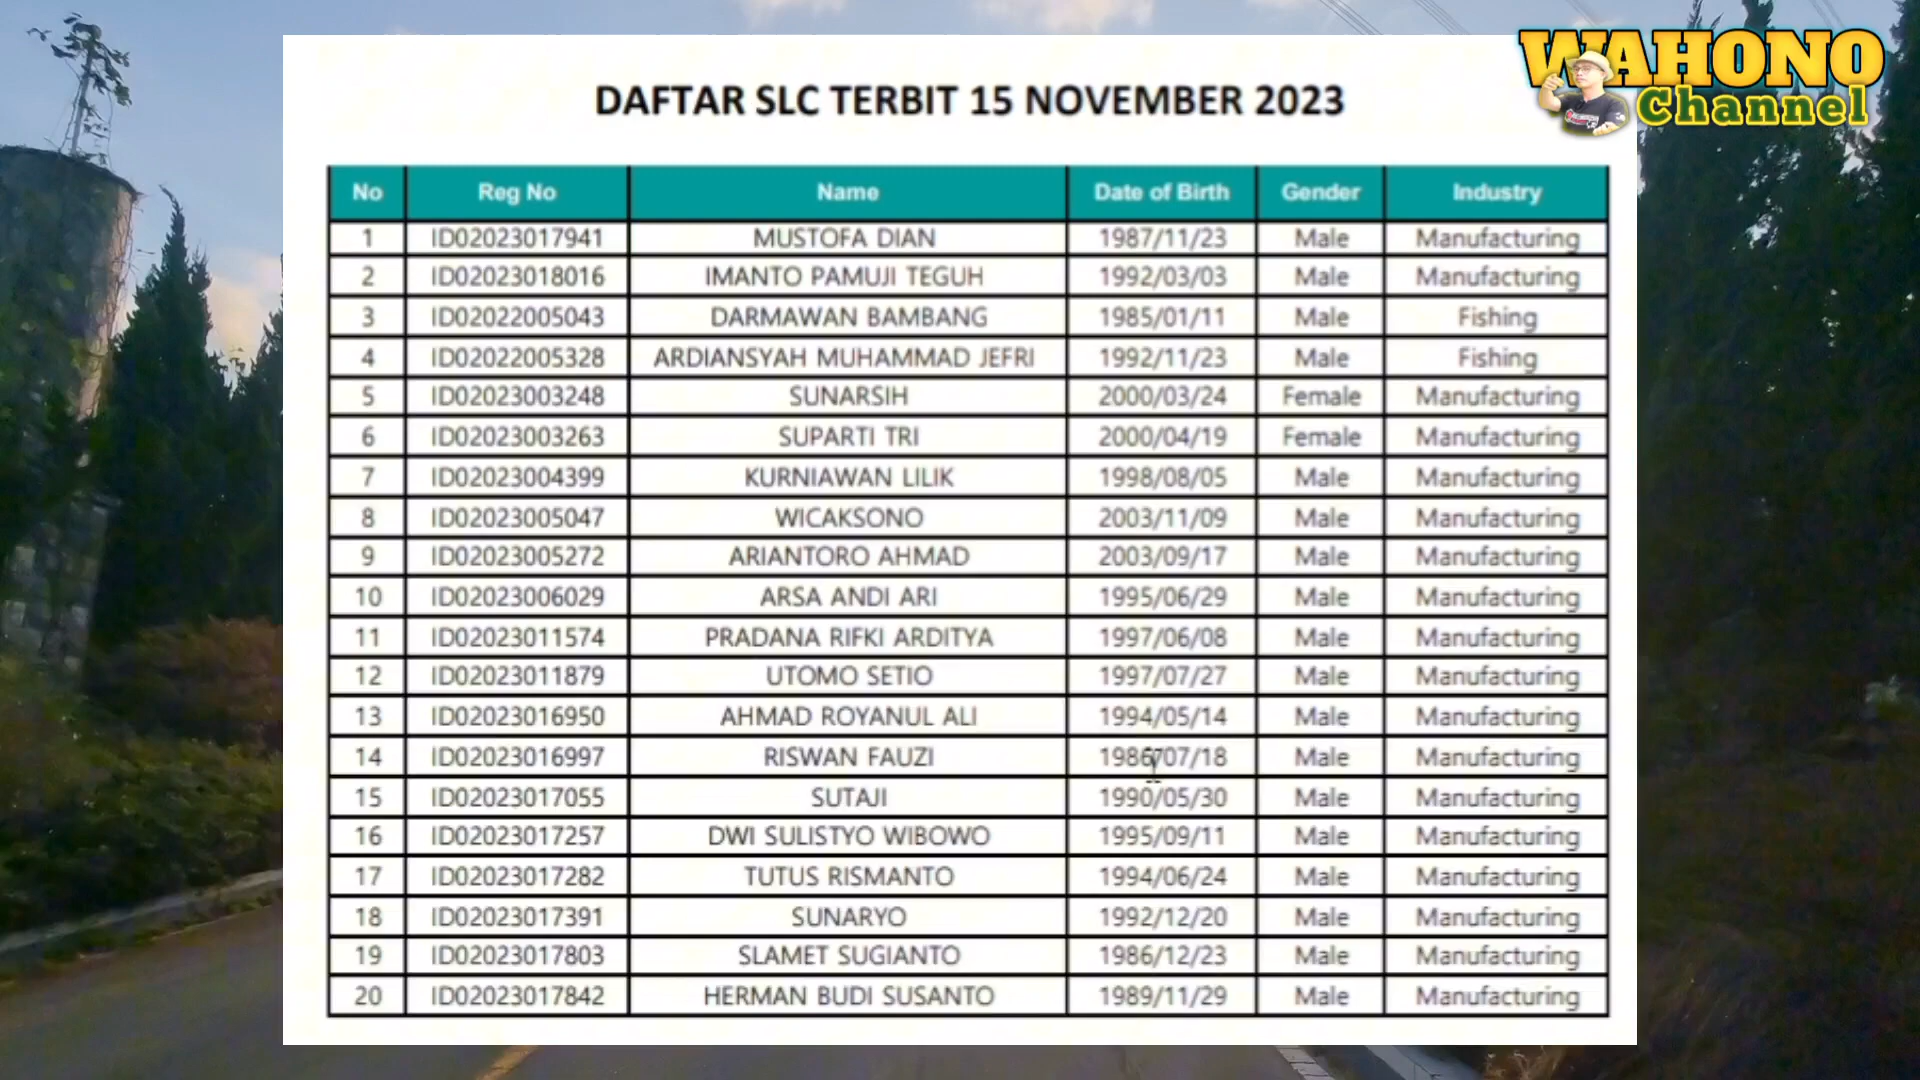 WAHONO
Channel
DAFTAR SLC TERBIT 15 NOVEMBER 2023
No Reg No Name Date of Birth Gender Industry
1 ID02023017941 MUSTOFA DIAN 1987/11/23 Male Manufacturing
2 ID02023018016 IMANTO PAMUJI TEGUH 1992/03/03 Male Manufacturing
3 ID02022005043 DARMAWAN BAMBANG 1985/01/11 Male Fishing
4 ID02022005328 ARDIANSYAH MUHAMMAD JEFRI 1992/11/23 Male Fishing
5 ID02023003248 SUNARSIH 2000/03/24 Female Manufacturing
6 ID02023003263 SUPARTI TRI 2000/04/19 Female Manufacturing
7 ID02023004399 KURNIAWAN LILIK 1998/08/05 Male Manufacturing
8 ID02023005047 WICAKSONO 2003/11/09 Male Manufacturing
9 ID02023005272 ARIANTORO AHMAD 2003/09/17 Male Manufacturing
10 ID02023006029 ARSA ANDI ARI 1995/06/29 Male Manufacturing
11 ID02023011574 PRADANA RIFKI ARDITYA 1997/06/08 Male Manufacturing
12 ID02023011879 UTOMO SETIO 1997/07/27 Male Manufacturing
13 ID02023016950 AHMAD ROYANUL ALI 1994/05/14 Male Manufacturing
14 ID02023016997 RISWAN FAUZI 1986/07/18 Male Manufacturing
15 ID02023017055 SUTAJI 1990/05/30 Male Manufacturing
16 ID02023017257 DWI SULISTYO WIBOWO 1995/09/11 Male Manufacturing
17 ID02023017282 TUTUS RISMANTO 1994/06/24 Male Manufacturing
18 ID02023017391 SUNARYO 1992/12/20 Male Manufacturing
19 ID02023017803 SLAMET SUGIANTO 1986/12/23 Male Manufacturing
20 ID02023017842 HERMAN BUDI SUSANTO 1989/11/29 Male Manufacturing